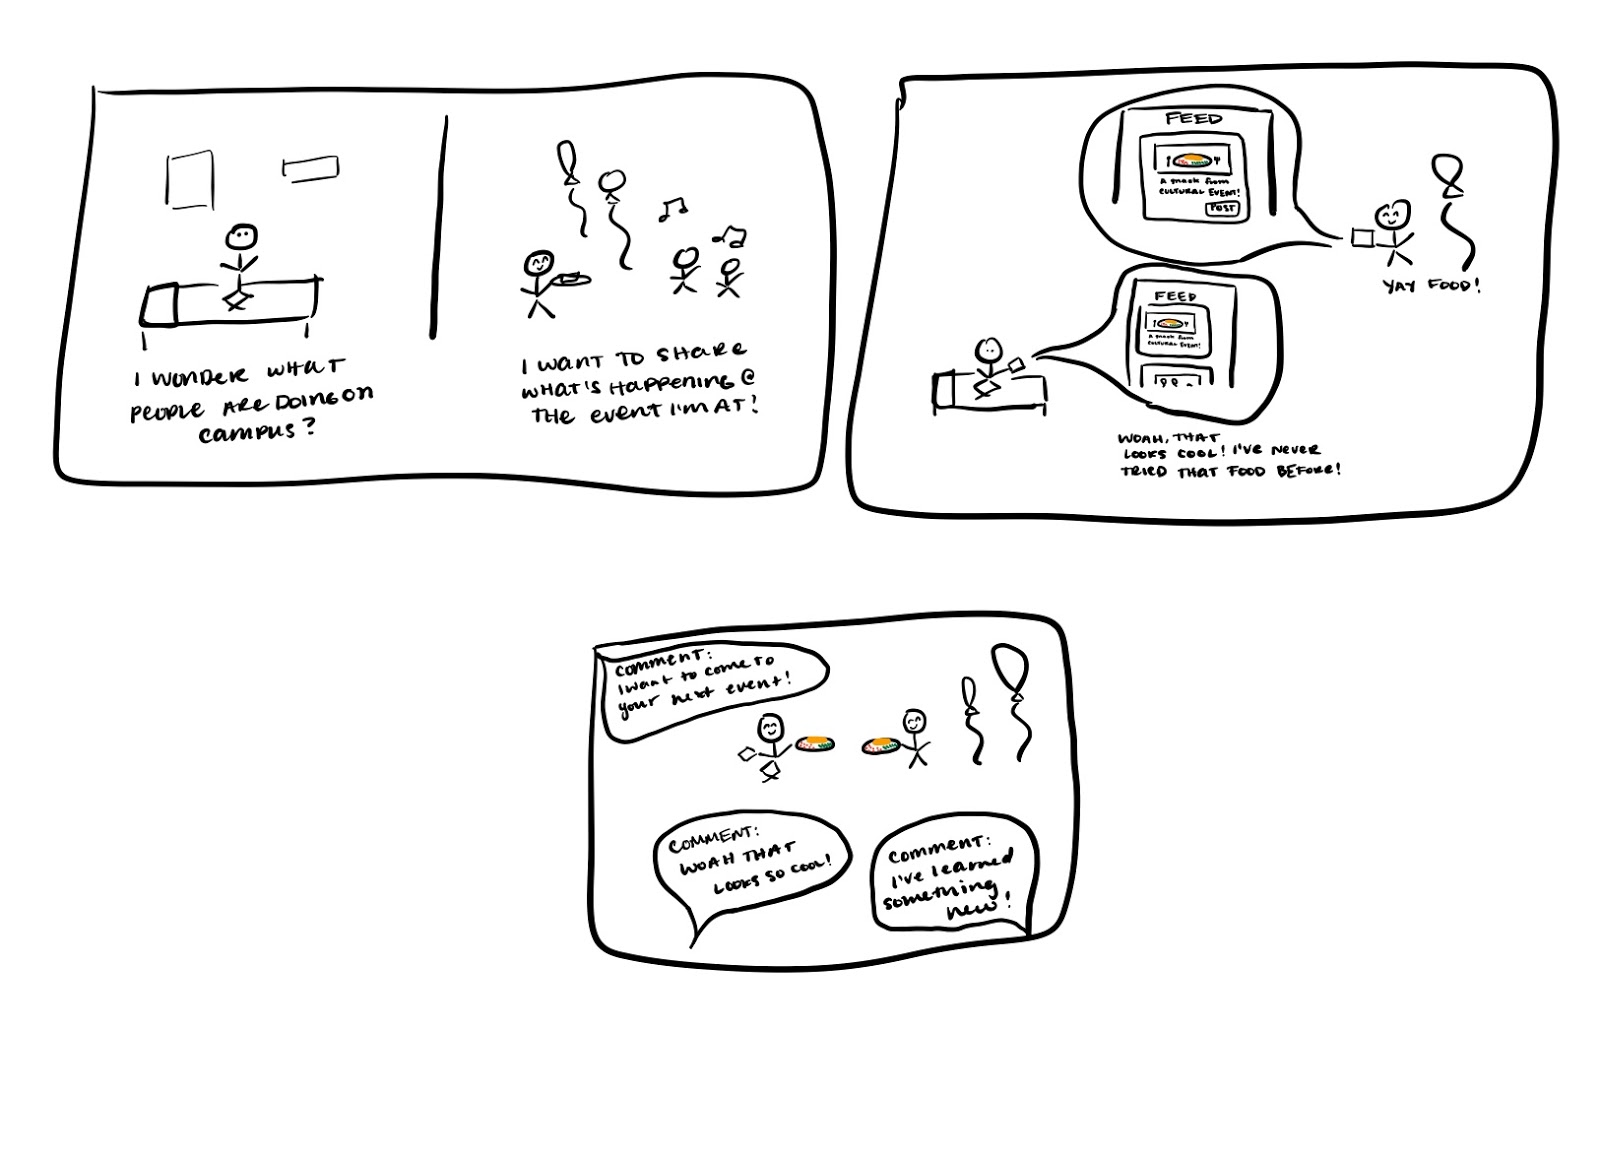 I WONDER WHAT
PEOPLE ARE DOING ON
CAMPUS?
I WANT TO SHARE
WHAT'S HAPPENING @
THE EVENT I'M AT!
FEED
A snack from
CULTURAL EVENT!
POST
YAY FOOD!
FEED
A snack from
CULTURAL EVENT!
WOAH, THAT
LOOKS COOL! I'VE NEVER
TRIED THAT FOOD BEFORE!
comment:
I want to come to
your next event!
COMMENT:
WOAH THAT
LOOKS SO COOL!
comment:
I've learned
something
new!